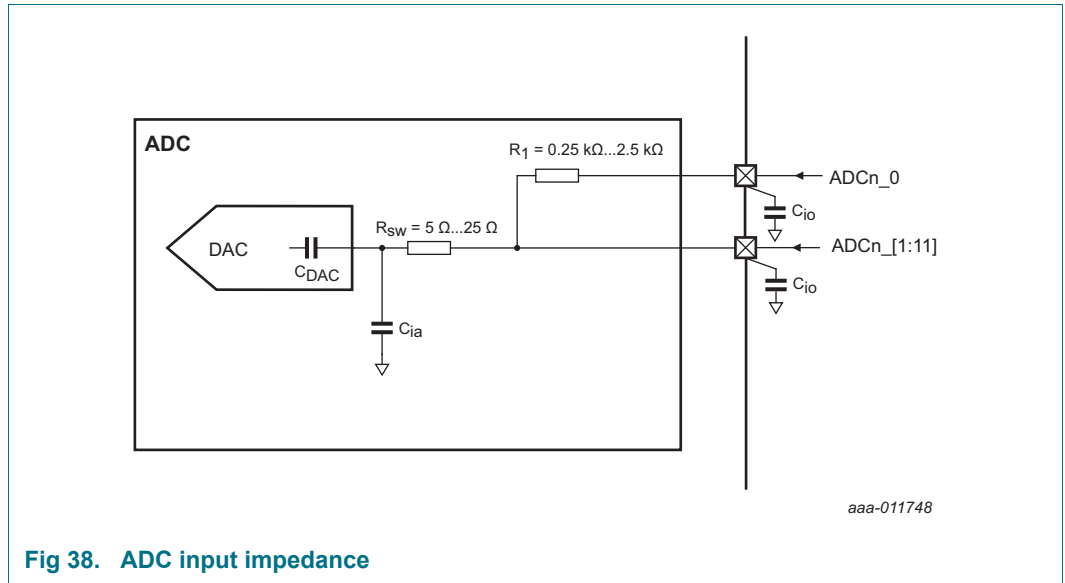 ADC
R1 = 0.25 kΩ...2.5 kΩ
ADCn_0
Cio
Rsw = 5 Ω...25 Ω
DAC
CDAC
ADCn_[1:11]
Cio
Cia
aaa-011748
Fig 38. ADC input impedance